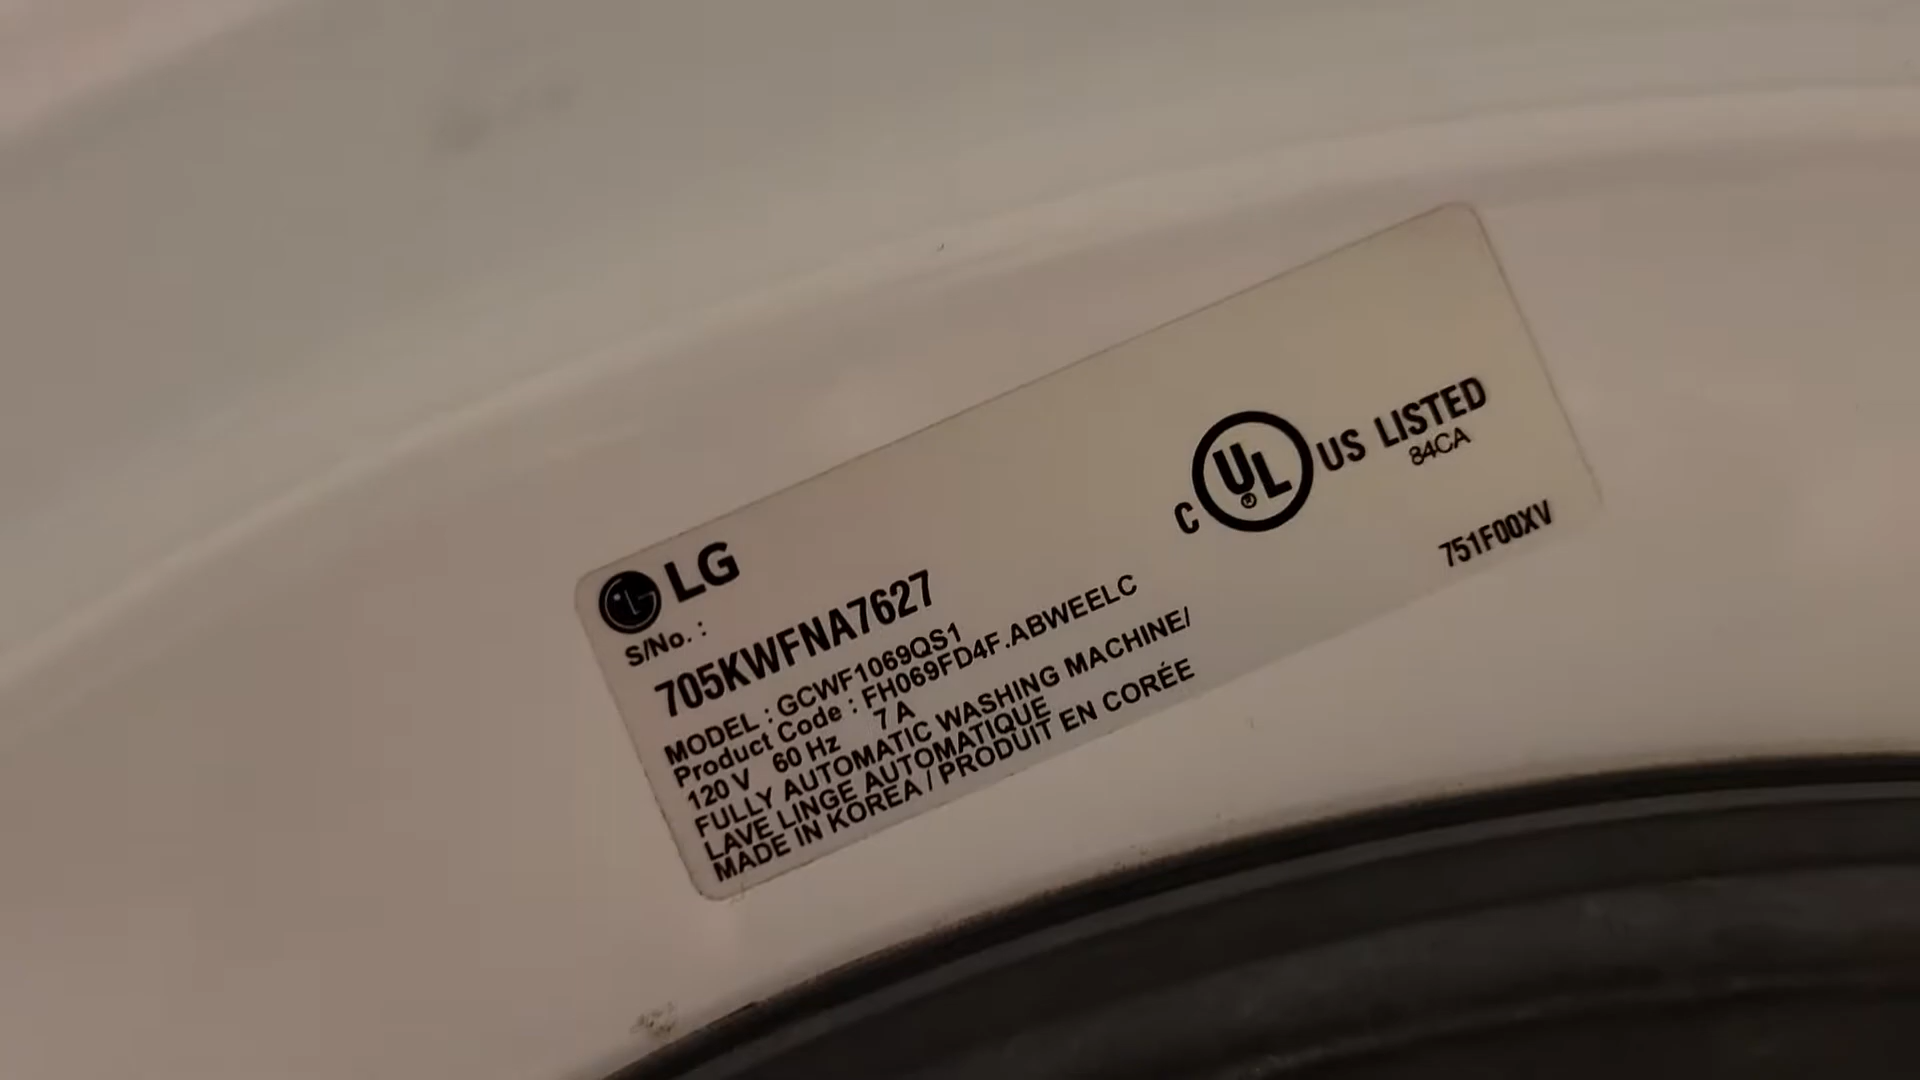 LG
S/No. :
705KWFNA7627
MODEL : GCWF1069QS1
Product Code : FH069FD4F.ABWEELC
120 V 60 Hz 7 A
FULLY AUTOMATIC WASHING MACHINE/
LAVE LINGE AUTOMATIQUE
MADE IN KOREA / PRODUIT EN CORÉE
C UL ® US LISTED
84CA
751F00XV